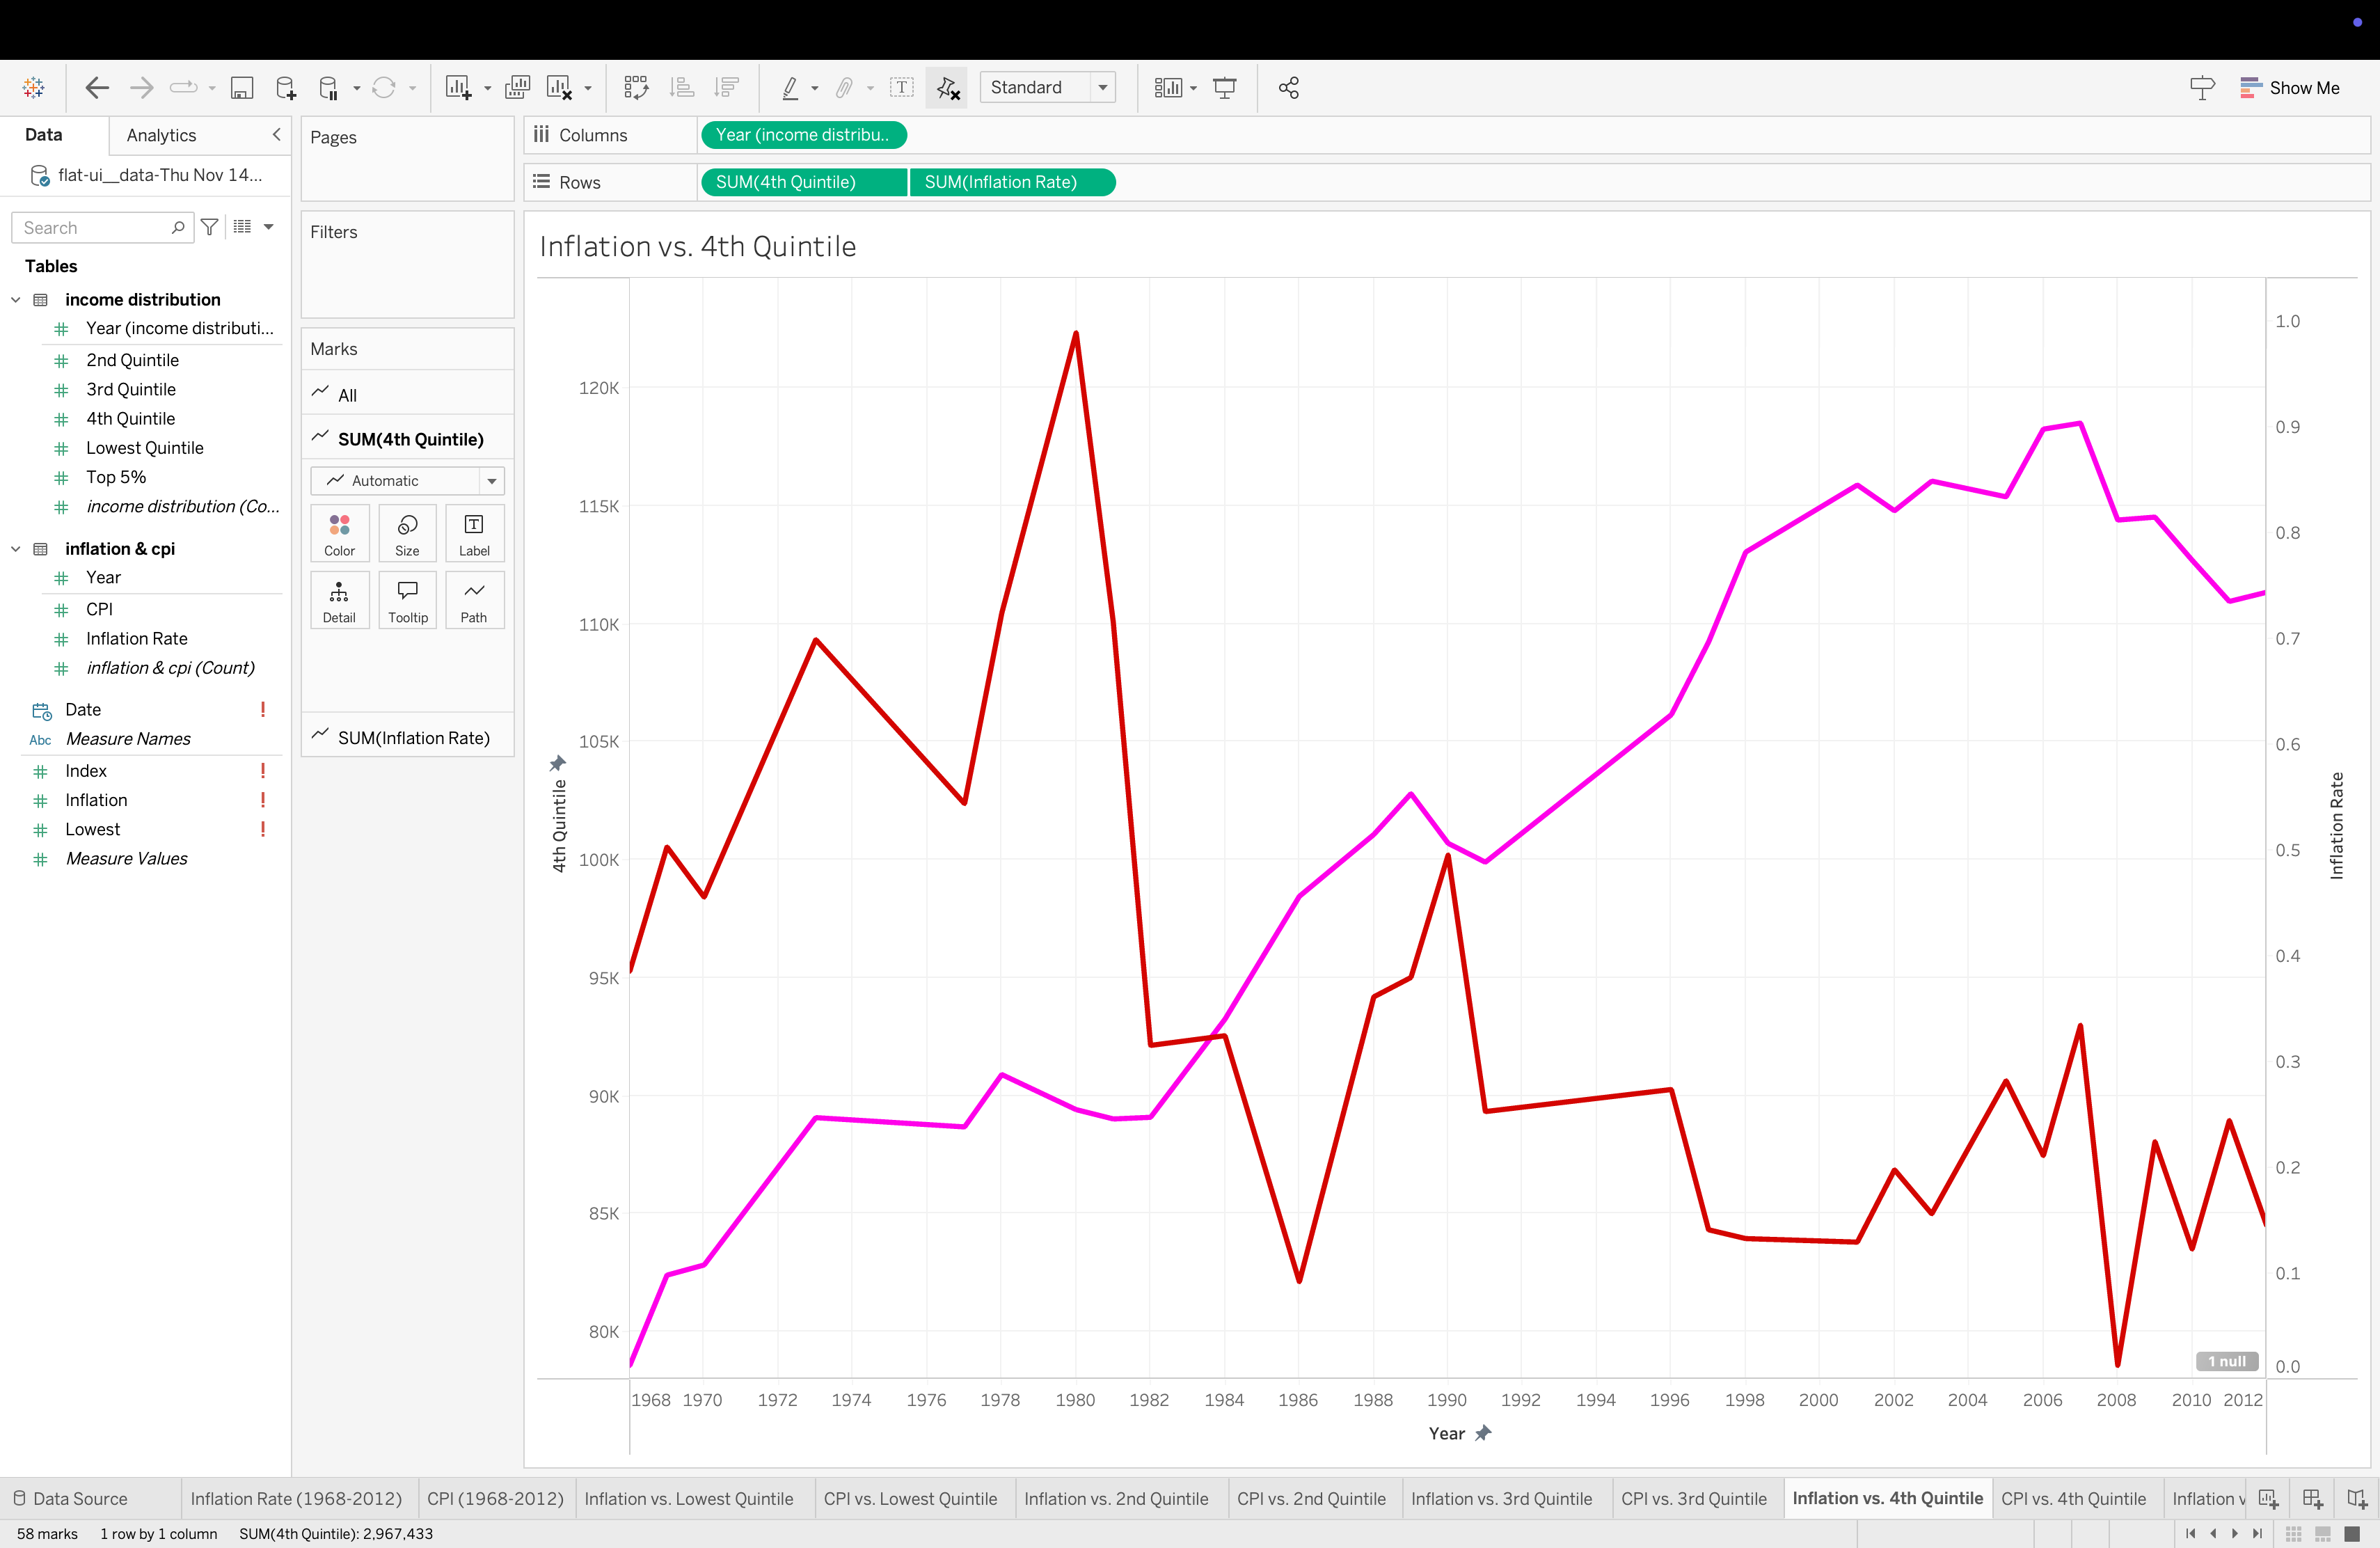 Standard
Show Me
Data
Analytics
flat-ui__data-Thu Nov 14...
Search
Tables
income distribution
Year (income distributi...
2nd Quintile
3rd Quintile
4th Quintile
Lowest Quintile
Top 5%
income distribution (Co...
inflation & cpi
Year
CPI
Inflation Rate
inflation & cpi (Count)
Date !
Abc Measure Names
Index !
Inflation !
Lowest !
Measure Values
Pages
Filters
Marks
All
SUM(4th Quintile)
Automatic
Color Size Label
Detail Tooltip Path
SUM(Inflation Rate)
Columns Year (income distribu..
Rows SUM(4th Quintile) SUM(Inflation Rate)
Inflation vs. 4th Quintile
120K
115K
110K
105K
100K
95K
90K
85K
80K
4th Quintile
1.0
0.9
0.8
0.7
0.6
0.5
0.4
0.3
0.2
0.1
0.0
Inflation Rate
1 null
1968 1970 1972 1974 1976 1978 1980 1982 1984 1986 1988 1990 1992 1994 1996 1998 2000 2002 2004 2006 2008 2010 2012
Year
Data Source Inflation Rate (1968-2012) CPI (1968-2012) Inflation vs. Lowest Quintile CPI vs. Lowest Quintile Inflation vs. 2nd Quintile CPI vs. 2nd Quintile Inflation vs. 3rd Quintile CPI vs. 3rd Quintile Inflation vs. 4th Quintile CPI vs. 4th Quintile Inflation v
58 marks 1 row by 1 column SUM(4th Quintile): 2,967,433